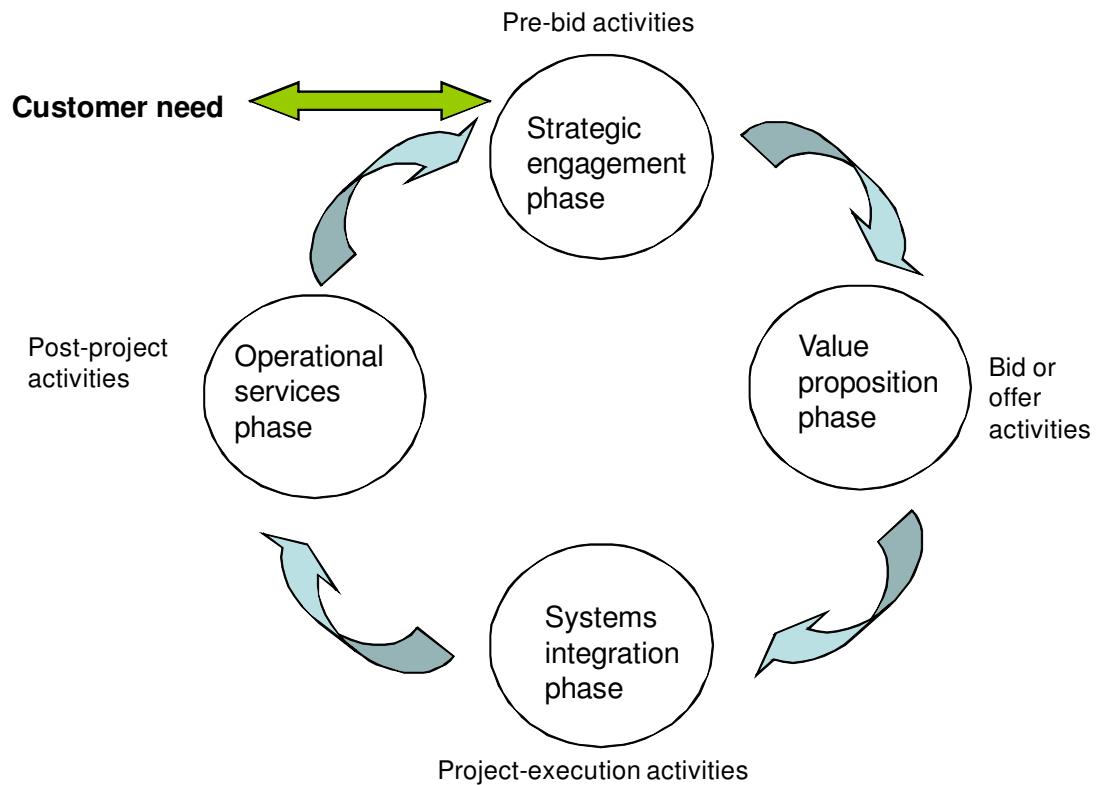 Pre-bid activities
Customer need
Strategic
engagement
phase
Post-project
activities
Operational
services
phase
Value
proposition
phase
Bid or
offer
activities
Systems
integration
phase
Project-execution activities